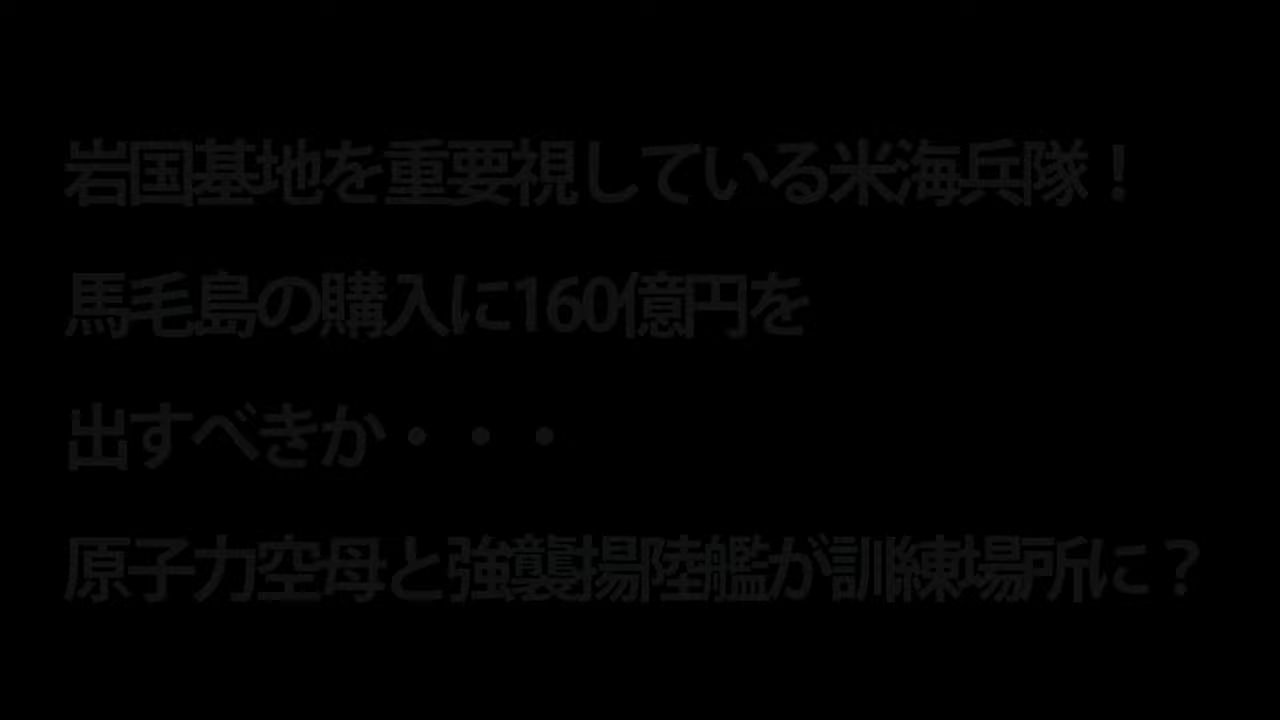 岩国基地を重要視している米海兵隊！
馬毛島の購入に160億円を
出すべきか・・・
原子力空母と強襲揚陸艦が訓練場所に？